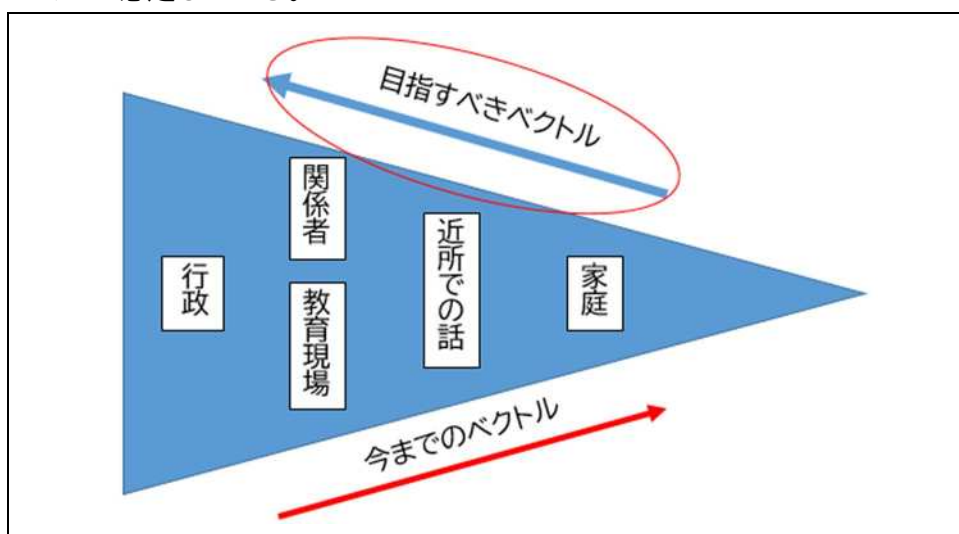 目指すべきベクトル
関係者
行政
教育現場
近所での話
家庭
今までのベクトル